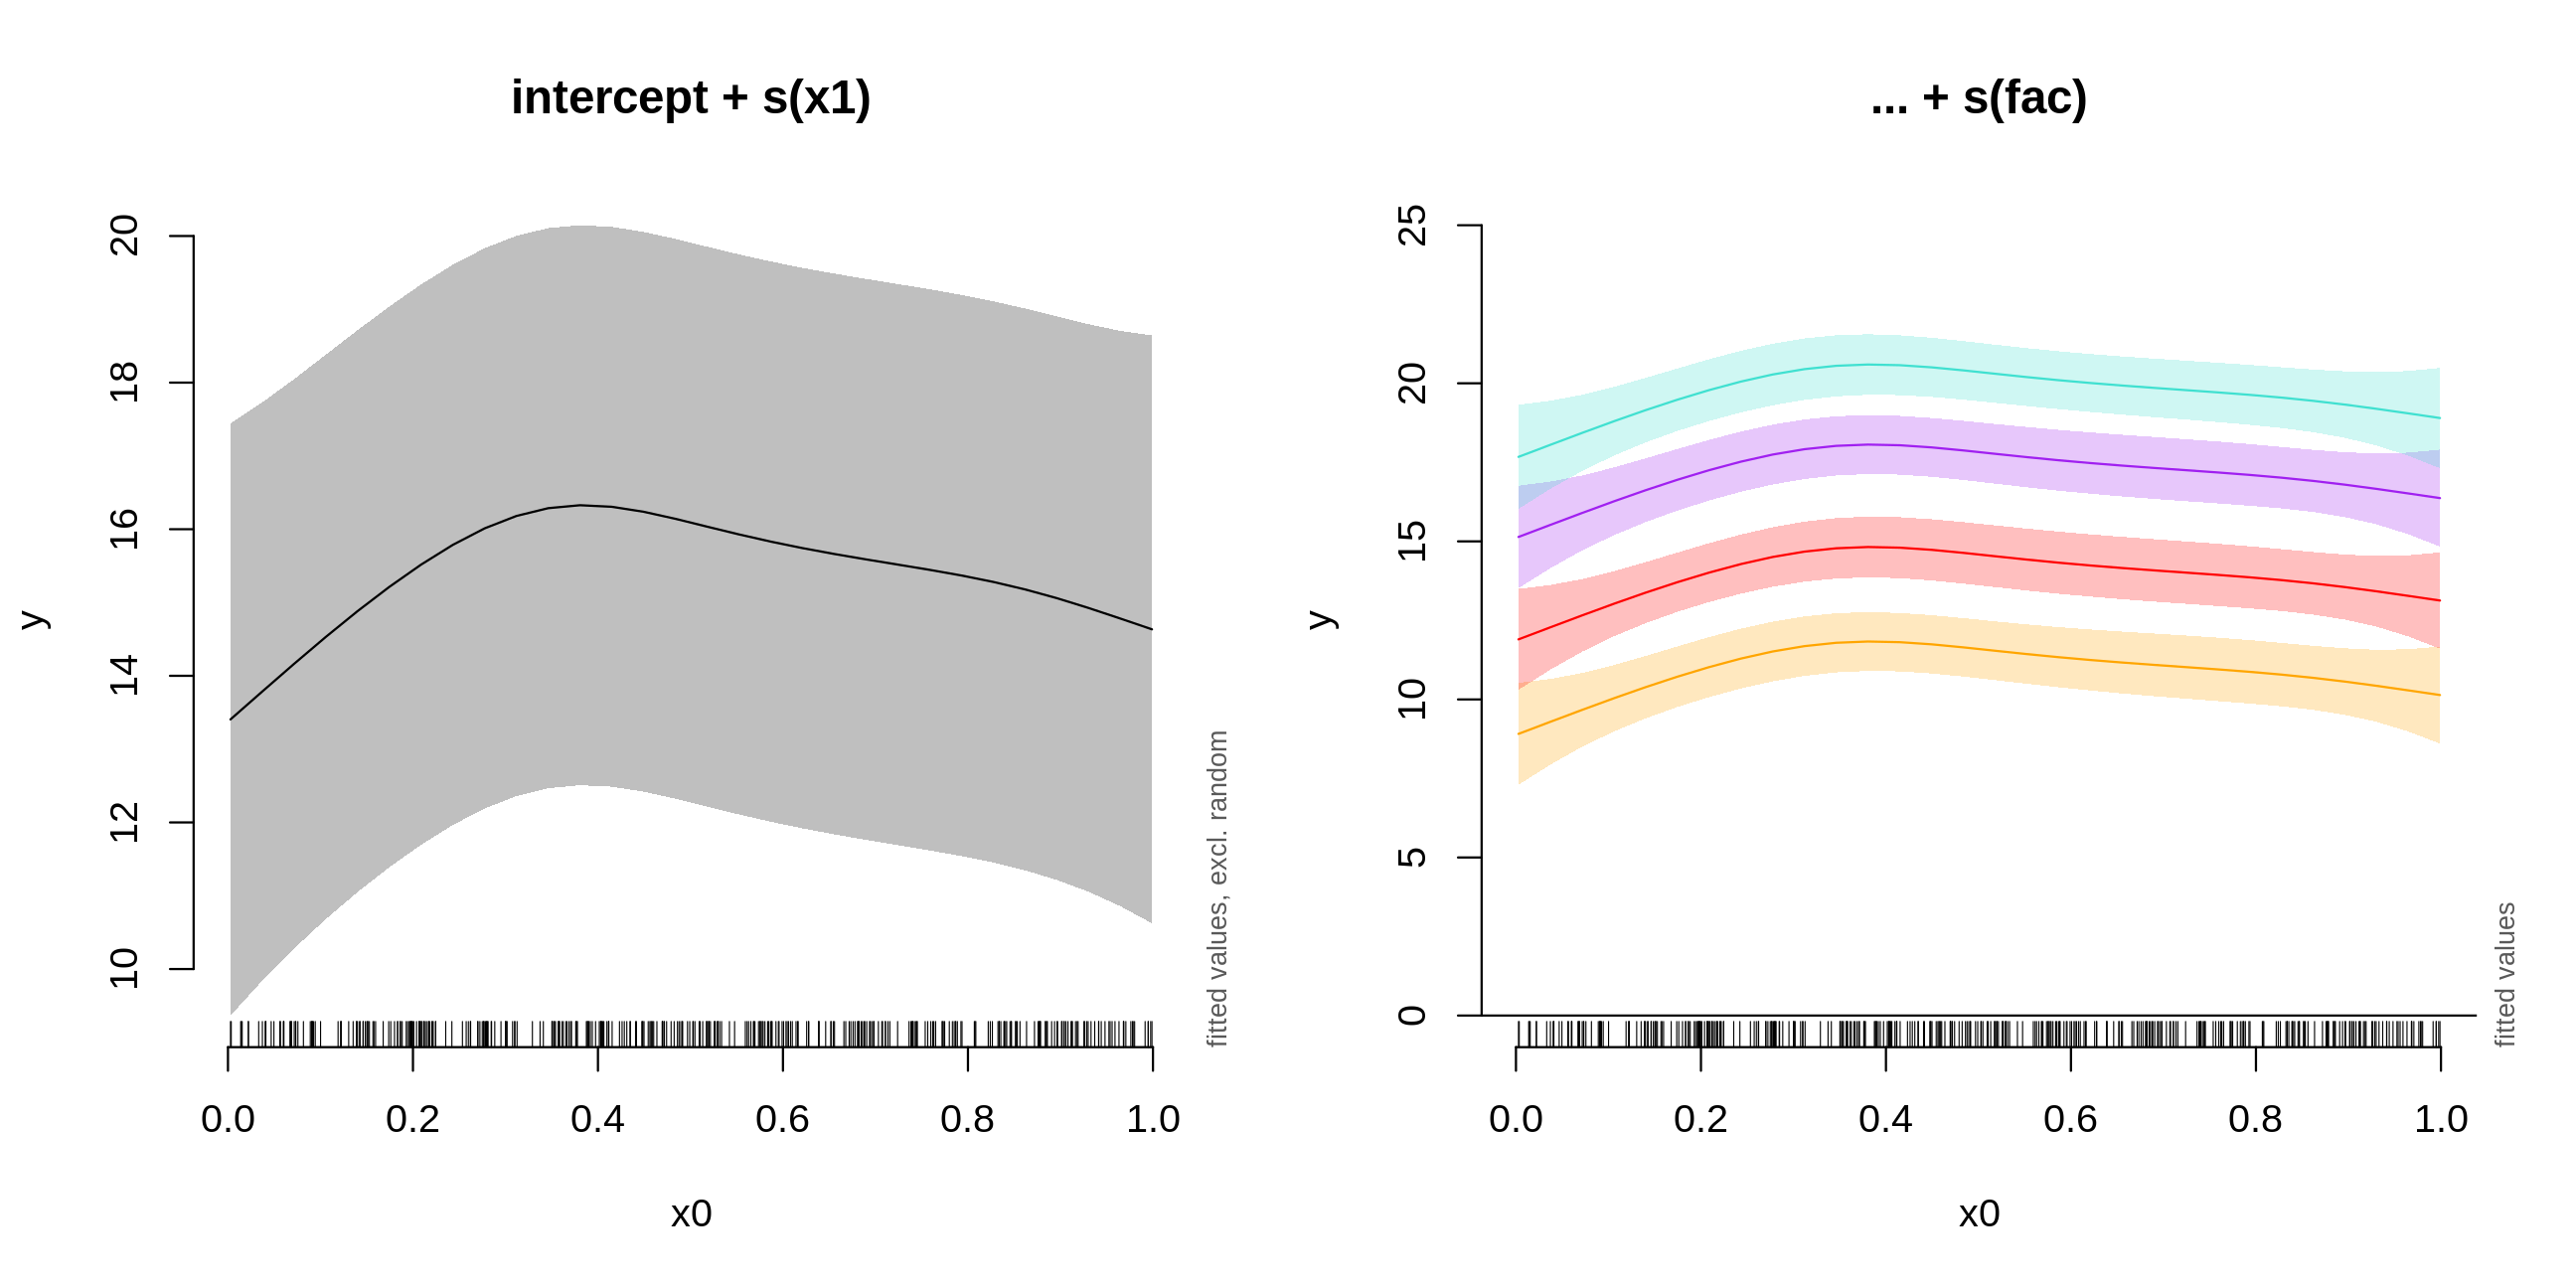 intercept + s(x1)
y
20
18
16
14
12
10
0.0 0.2 0.4 0.6 0.8 1.0
x0
fitted values, excl. random
... + s(fac)
y
25
20
15
10
5
0
0.0 0.2 0.4 0.6 0.8 1.0
x0
fitted values